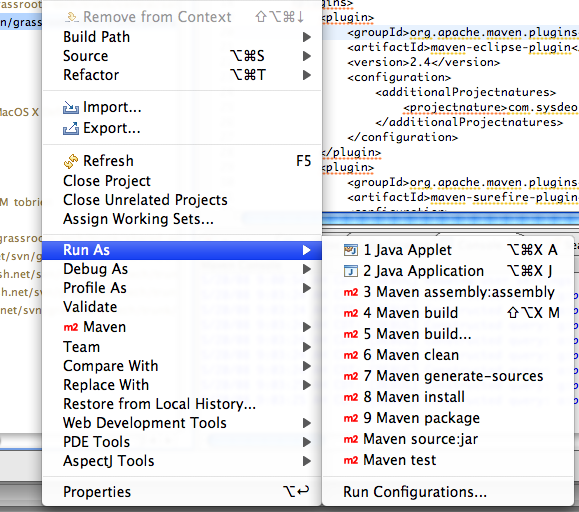 grassroo
n/grass
Remove from Context ⇧⌥⌘↓
Build Path
Source ⌥⌘S
Refactor ⌥⌘T
Import...
Export...
Refresh F5
Close Project
Close Unrelated Projects
Assign Working Sets...
Run As
Debug As
Profile As
Validate
m2 Maven
Team
Compare With
Replace With
Restore from Local History...
Web Development Tools
PDE Tools
AspectJ Tools
Properties ⌥↩
1 Java Applet ⌥⌘X A
2 Java Application ⌥⌘X J
m2 3 Maven assembly:assembly
m2 4 Maven build ⇧⌥X M
m2 5 Maven build...
m2 6 Maven clean
m2 7 Maven generate-sources
m2 8 Maven install
m2 9 Maven package
m2 Maven source:jar
m2 Maven test
Run Configurations...
gins>
<plugin>
<groupId>org.apache.maven.plugins
<artifactId>maven-eclipse-plugin<
<version>2.4</version>
<configuration>
<additionalProjectnatures>
<projectnature>com.sysdeo
</additionalProjectnatures>
</configuration>
</plugin>
<plugin>
<groupId>org.apache.maven.plugins
<artifactId>maven-surefire-plugin
<configuration
MacOS X
M tobrie
grassroo
net/svn/g
sh.net/sv
sh.net/sv
.net/svn/